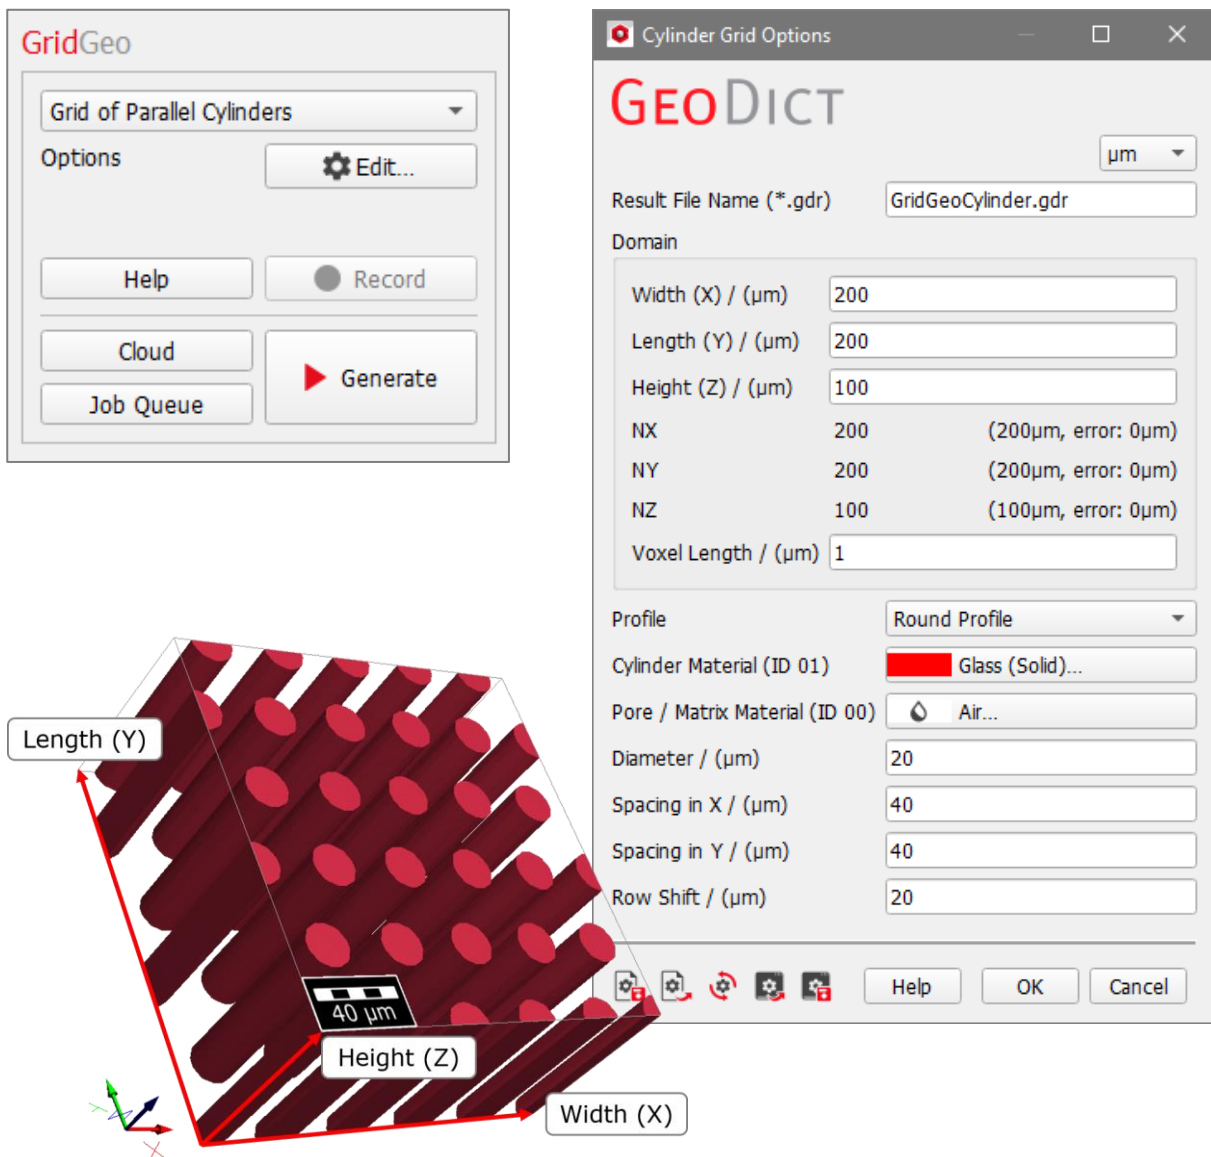 GridGeo
Grid of Parallel Cylinders
Options
Edit...
Help
Record
Cloud
Generate
Job Queue
Cylinder Grid Options
GEODICT
µm
Result File Name (*.gdr) GridGeoCylinder.gdr
Domain
Width (X) / (µm) 200
Length (Y) / (µm) 200
Height (Z) / (µm) 100
NX 200 (200µm, error: 0µm)
NY 200 (200µm, error: 0µm)
NZ 100 (100µm, error: 0µm)
Voxel Length / (µm) 1
Profile Round Profile
Cylinder Material (ID 01) Glass (Solid)...
Pore / Matrix Material (ID 00) Air...
Diameter / (µm) 20
Spacing in X / (µm) 40
Spacing in Y / (µm) 40
Row Shift / (µm) 20
Help OK Cancel
Length (Y)
40 µm
Height (Z)
Width (X)
Y
Z
X